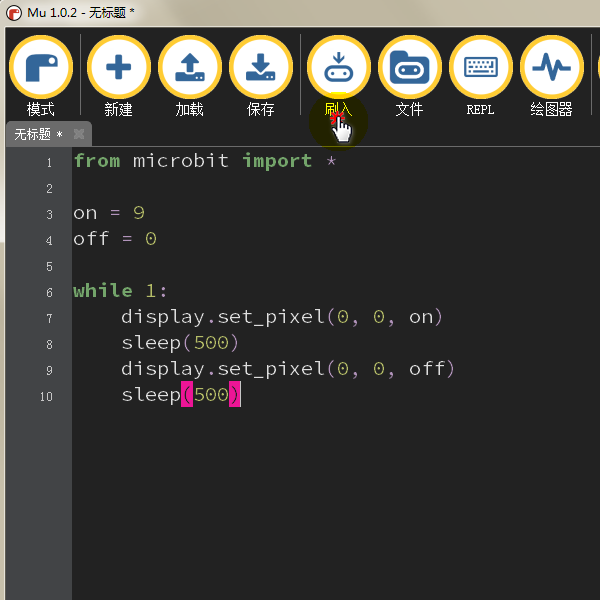 Mu 1.0.2 - 无标题 *
模式 新建 加载 保存 刷入 文件 REPL 绘图器
无标题 *
1 from microbit import *
2
3 on = 9
4 off = 0
5
6 while 1:
7 display.set_pixel(0, 0, on)
8 sleep(500)
9 display.set_pixel(0, 0, off)
10 sleep(500)